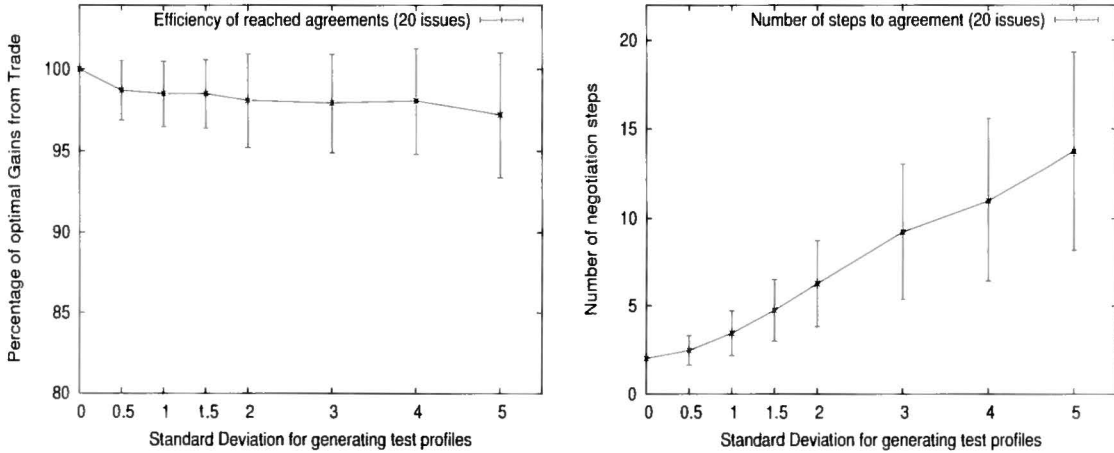 Efficiency of reached agreements (20 issues)
Percentage of optimal Gains from Trade
100
95
90
85
80
0 0.5 1 1.5 2 3 4 5
Standard Deviation for generating test profiles
Number of steps to agreement (20 issues)
Number of negotiation steps
20
15
10
5
0
0 0.5 1 1.5 2 3 4 5
Standard Deviation for generating test profiles